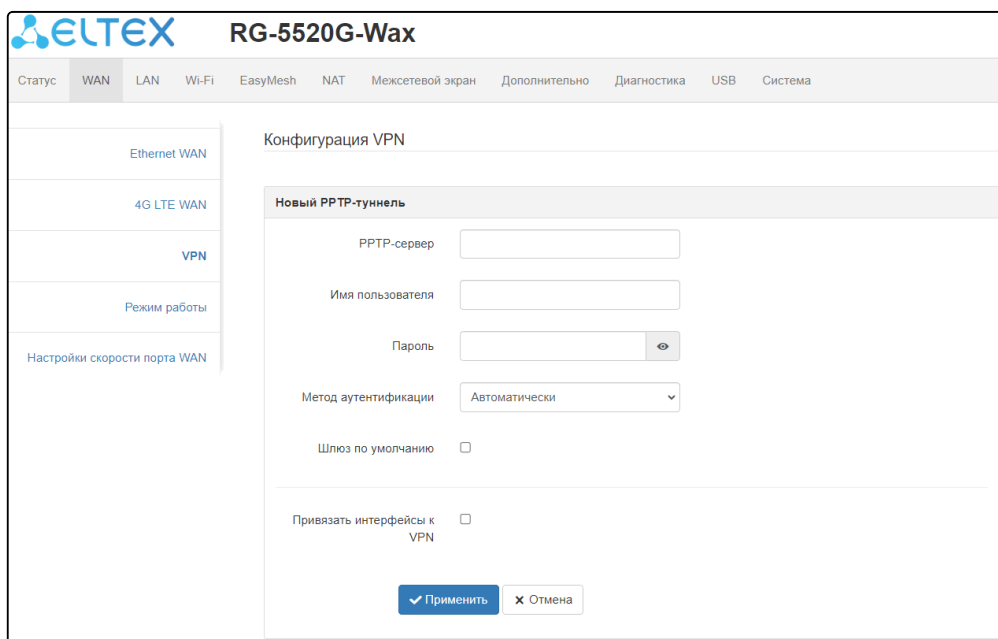 ELTEX RG-5520G-Wax
Статус WAN LAN Wi-Fi EasyMesh NAT Межсетевой экран Дополнительно Диагностика USB Система
Ethernet WAN
4G LTE WAN
VPN
Режим работы
Настройки скорости порта WAN
Конфигурация VPN
Новый PPTP-туннель
PPTP-сервер
Имя пользователя
Пароль
Метод аутентификации Автоматически
Шлюз по умолчанию
Привязать интерфейсы к
VPN
Применить Отмена